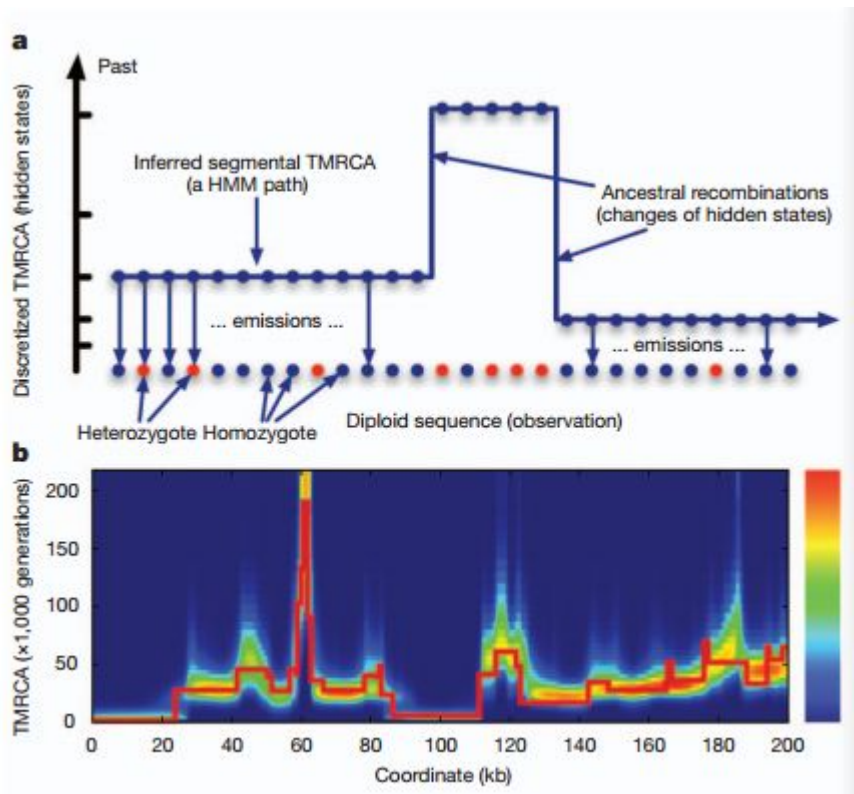 a
Past
Discretized TMRCA (hidden states)
Inferred segmental TMRCA
(a HMM path)
Ancestral recombinations
(changes of hidden states)
... emissions ...
... emissions ...
Heterozygote Homozygote
Diploid sequence (observation)
b
TMRCA (×1,000 generations)
200
150
100
50
0
0 20 40 60 80 100 120 140 160 180 200
Coordinate (kb)